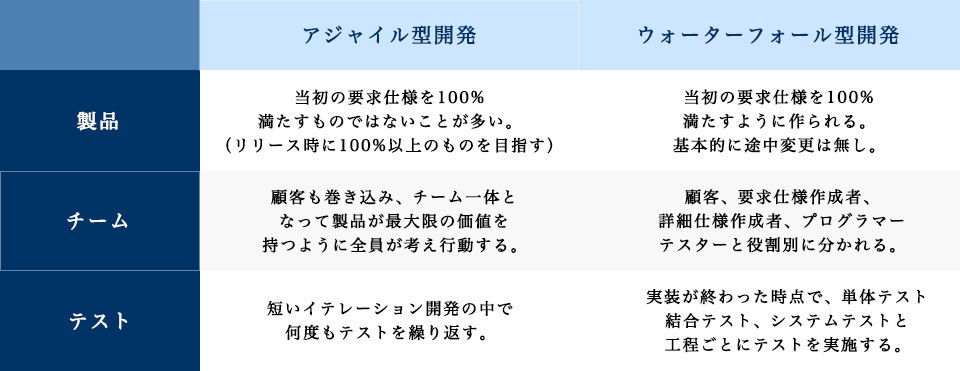 アジャイル型開発
ウォーターフォール型開発
製品
当初の要求仕様を100%
満たすものではないことが多い。
（リリース時に100%以上のものを目指す）
当初の要求仕様を100%
満たすように作られる。
基本的に途中変更は無し。
チーム
顧客も巻き込み、チーム一体と
なって製品が最大限の価値を
持つように全員が考え行動する。
顧客、要求仕様作成者、
詳細仕様作成者、プログラマー
テスターと役割別に分かれる。
テスト
短いイテレーション開発の中で
何度もテストを繰り返す。
実装が終わった時点で、単体テスト
結合テスト、システムテストと
工程ごとにテストを実施する。